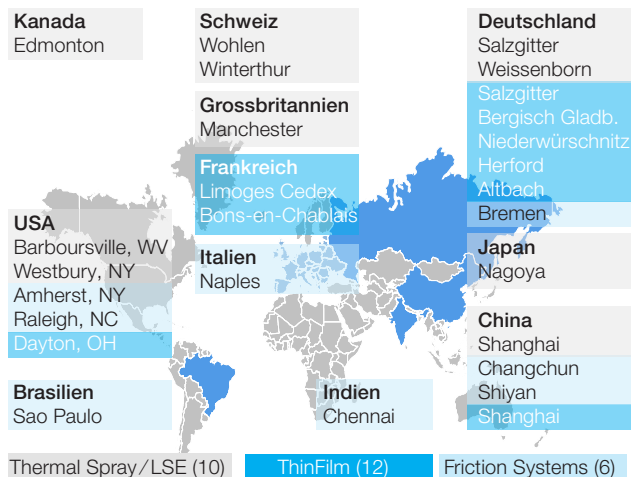 Kanada
Edmonton
Schweiz
Wohlen
Winterthur
Deutschland
Salzgitter
Weissenborn
Salzgitter
Bergisch Gladb.
Niederwürschnitz
Herford
Altbach
Bremen
Grossbritannien
Manchester
Frankreich
Limoges Cedex
Bons-en-Chablais
USA
Barboursville, WV
Westbury, NY
Amherst, NY
Raleigh, NC
Dayton, OH
Italien
Naples
Japan
Nagoya
China
Shanghai
Changchun
Shiyan
Shanghai
Brasilien
Sao Paulo
Indien
Chennai
Thermal Spray/LSE (10)
ThinFilm (12)
Friction Systems (6)